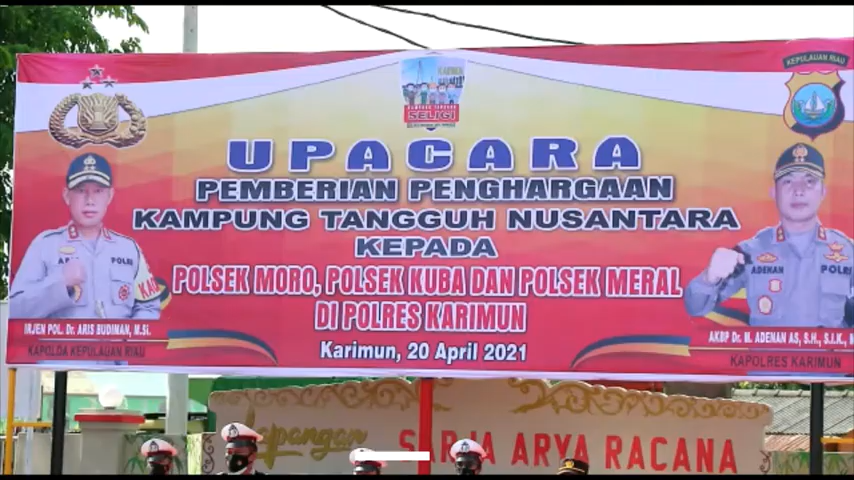 KEPULAUAN RIAU
KAMPUNG TANGGUH
SELIGI
UPACARA
PEMBERIAN PENGHARGAAN
KAMPUNG TANGGUH NUSANTARA
KEPADA
POLSEK MORO, POLSEK KUBA DAN POLSEK MERAL
DI POLRES KARIMUN
Karimun, 20 April 2021
POLRI
IRJEN POL. Dr. ARIS BUDIMAN, M.Si.
KAPOLDA KEPULAUAN RIAU
ADENAN
POLRI
AKBP Dr. M. ADENAN AS, S.H., S.I.K., M
KAPOLRES KARIMUN
Lapangan
SARJA ARYA RACANA